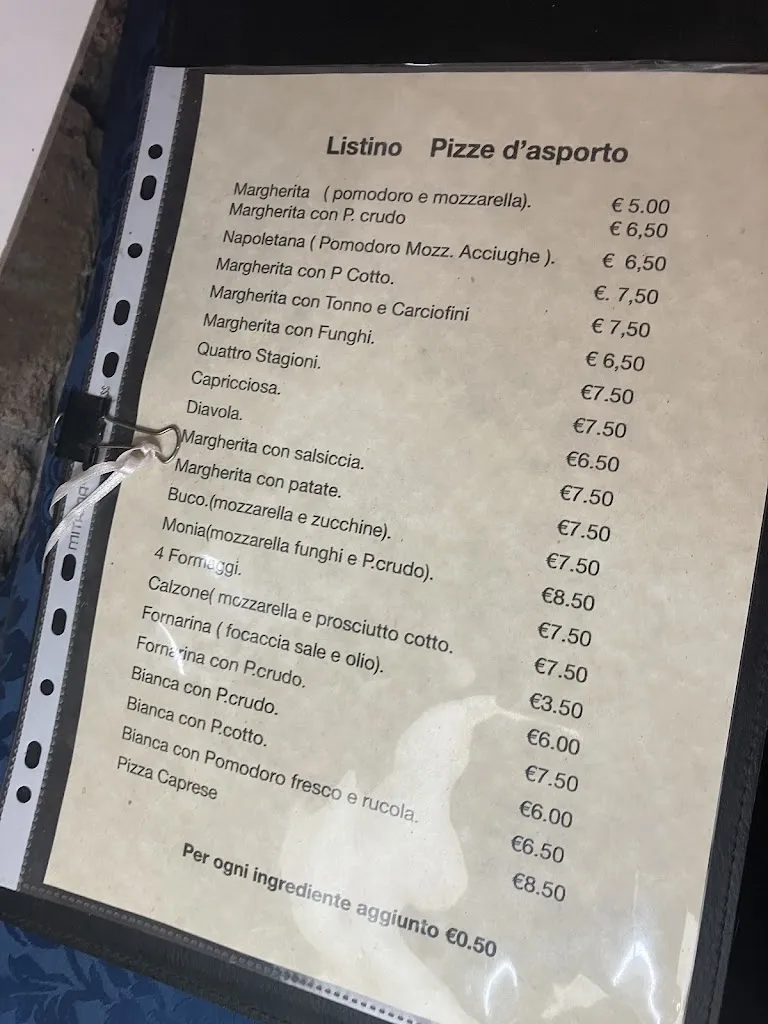 Listino Pizze d'asporto
Margherita ( pomodoro e mozzarella). € 5.00
Margherita con P. crudo € 6,50
Napoletana ( Pomodoro Mozz. Acciughe ). € 6,50
Margherita con P Cotto. €. 7,50
Margherita con Tonno e Carciofini € 7,50
Margherita con Funghi. € 6,50
Quattro Stagioni. €7.50
Capricciosa. €7.50
Diavola. €6.50
Margherita con salsiccia. €7.50
Margherita con patate. €7.50
Buco.(mozzarella e zucchine). €7.50
Monia(mozzarella funghi e P.crudo). €8.50
4 Formaggi. €7.50
Calzone( mozzarella e prosciutto cotto. €7.50
Fornarina ( focaccia sale e olio). €3.50
Fornarina con P.crudo. €6.00
Bianca con P.crudo. €7.50
Bianca con P.cotto. €6.00
Bianca con Pomodoro fresco e rucola. €6.50
Pizza Caprese €8.50
Per ogni ingrediente aggiunto €0.50